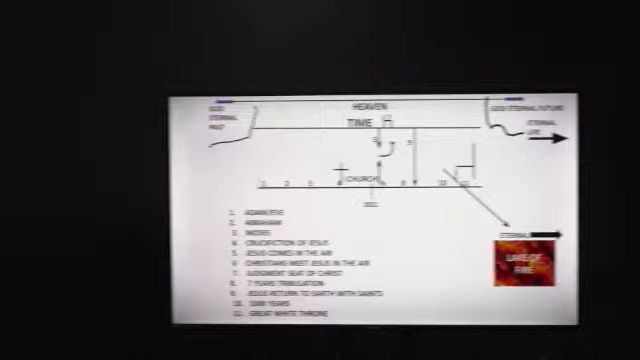 HEAVEN
GOD ETERNAL PAST
GOD ETERNAL FUTURE
TIME
ETERNAL LIFE
CHURCH
1 2 3
1. ADAM/EVE
2. ABRAHAM
3. MOSES
4. CRUCIFICTION OF JESUS
5. JESUS COMES IN THE AIR
6 CHRISTIANS MEET JESUS IN THE AIR
7. JUDGMENT SEAT OF CHRIST
8. 7 YEARS TRIBULATION
9. JESUS RETURN TO EARTH WITH SAINTS
10. 1000 YEARS
11. GREAT WHITE THRONE
ETERNAL
LAKE OF
FIRE